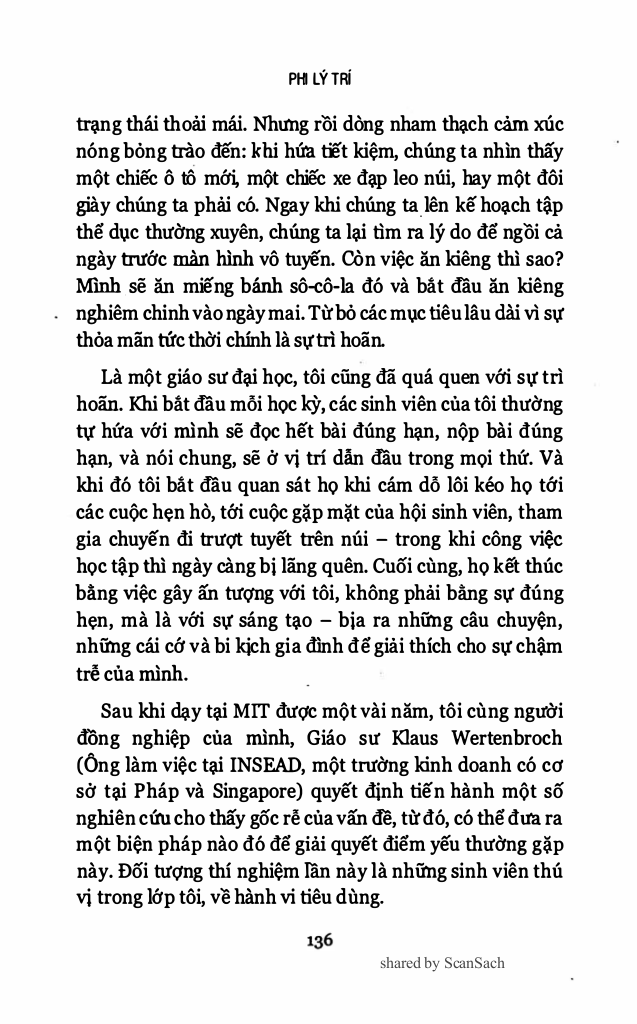 PHI LÝ TRÍ
trạng thái thoải mái. Nhưng rồi dòng nham thạch cảm xúc
nóng bỏng trào đến: khi hứa tiết kiệm, chúng ta nhìn thấy
một chiếc ô tô mới, một chiếc xe đạp leo núi, hay một đôi
giày chúng ta phải có. Ngay khi chúng ta lên kế hoạch tập
thể dục thường xuyên, chúng ta lại tìm ra lý do để ngồi cả
ngày trước màn hình vô tuyến. Còn việc ăn kiêng thì sao?
Mình sẽ ăn miếng bánh sô-cô-la đó và bắt đầu ăn kiêng
nghiêm chỉnh vào ngày mai. Từ bỏ các mục tiêu lâu dài vì sự
thỏa mãn tức thời chính là sự trì hoãn.
Là một giáo sư đại học, tôi cũng đã quá quen với sự trì
hoãn. Khi bắt đầu mỗi học kỳ, các sinh viên của tôi thường
tự hứa với mình sẽ đọc hết bài đúng hạn, nộp bài đúng
hạn, và nói chung, sẽ ở vị trí dẫn đầu trong mọi thứ. Và
khi đó tôi bắt đầu quan sát họ khi cám dỗ lôi kéo họ tới
các cuộc hẹn hò, tới cuộc gặp mặt của hội sinh viên, tham
gia chuyến đi trượt tuyết trên núi – trong khi công việc
học tập thì ngày càng bị lãng quên. Cuối cùng, họ kết thúc
bằng việc gây ấn tượng với tôi, không phải bằng sự đúng
hẹn, mà là với sự sáng tạo – bịa ra những câu chuyện,
những cái cớ và bi kịch gia đình để giải thích cho sự chậm
trễ của mình.
Sau khi dạy tại MIT được một vài năm, tôi cùng người
đồng nghiệp của mình, Giáo sư Klaus Wertenbroch
(Ông làm việc tại INSEAD, một trường kinh doanh có cơ
sở tại Pháp và Singapore) quyết định tiến hành một số
nghiên cứu cho thấy gốc rễ của vấn đề, từ đó, có thể đưa ra
một biện pháp nào đó để giải quyết điểm yếu thường gặp
này. Đối tượng thí nghiệm lần này là những sinh viên thú
vị trong lớp tôi, về hành vi tiêu dùng.
136
shared by ScanSach